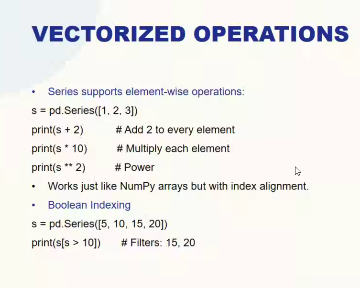 VECTORIZED OPERATIONS
• Series supports element-wise operations:
s = pd.Series([1, 2, 3])
print(s + 2) # Add 2 to every element
print(s * 10) # Multiply each element
print(s ** 2) # Power
• Works just like NumPy arrays but with index alignment.
• Boolean Indexing
s = pd.Series([5, 10, 15, 20])
print(s[s > 10]) # Filters: 15, 20